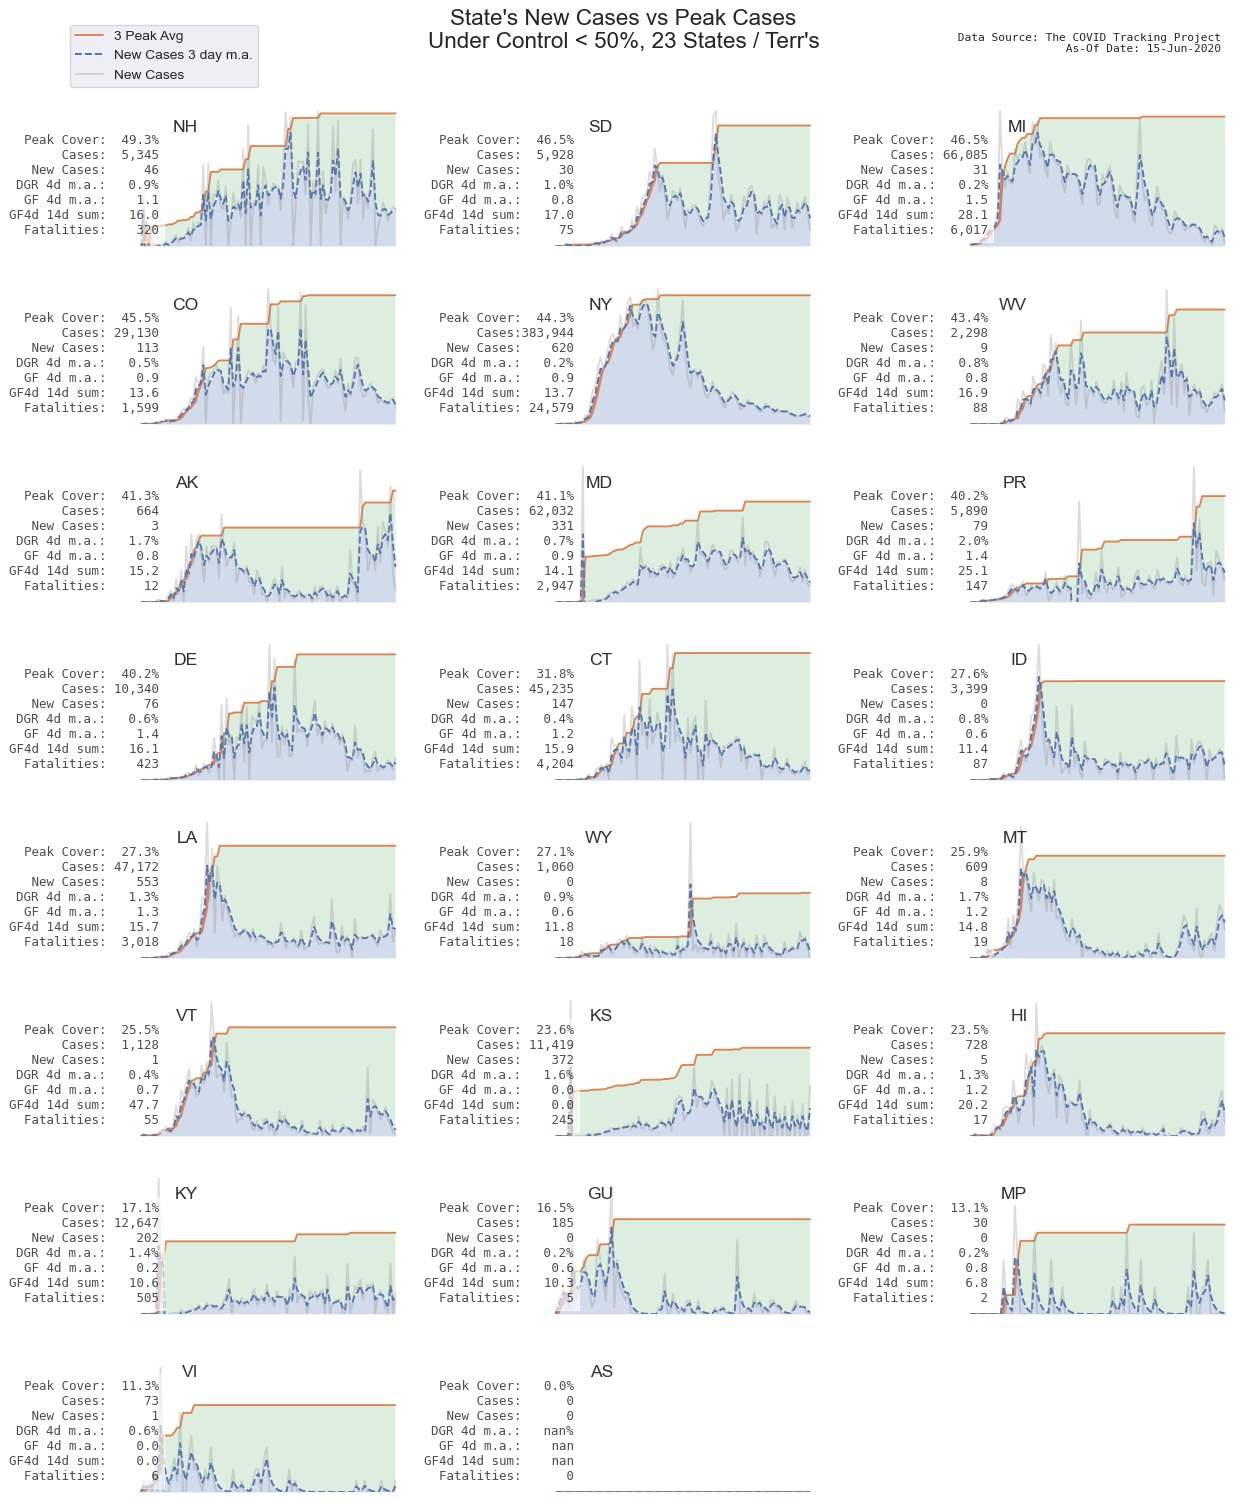 State's New Cases vs Peak Cases
Under Control < 50%, 23 States / Terr's
3 Peak Avg
New Cases 3 day m.a.
New Cases
Data Source: The COVID Tracking Project
As-Of Date: 15-Jun-2020
NH
Peak Cover: 49.3%
Cases: 5,345
New Cases: 46
DGR 4d m.a.: 0.9%
GF 4d m.a.: 1.1
GF4d 14d sum: 16.0
Fatalities: 320
SD
Peak Cover: 46.5%
Cases: 5,928
New Cases: 30
DGR 4d m.a.: 1.0%
GF 4d m.a.: 0.8
GF4d 14d sum: 17.0
Fatalities: 75
MI
Peak Cover: 46.5%
Cases: 66,085
New Cases: 31
DGR 4d m.a.: 0.2%
GF 4d m.a.: 1.5
GF4d 14d sum: 28.1
Fatalities: 6,017
CO
Peak Cover: 45.5%
Cases: 29,130
New Cases: 113
DGR 4d m.a.: 0.5%
GF 4d m.a.: 0.9
GF4d 14d sum: 13.6
Fatalities: 1,599
NY
Peak Cover: 44.3%
Cases:383,944
New Cases: 620
DGR 4d m.a.: 0.2%
GF 4d m.a.: 0.9
GF4d 14d sum: 13.7
Fatalities: 24,579
WV
Peak Cover: 43.4%
Cases: 2,298
New Cases: 9
DGR 4d m.a.: 0.8%
GF 4d m.a.: 0.8
GF4d 14d sum: 16.9
Fatalities: 88
AK
Peak Cover: 41.3%
Cases: 664
New Cases: 3
DGR 4d m.a.: 1.7%
GF 4d m.a.: 0.8
GF4d 14d sum: 15.2
Fatalities: 12
MD
Peak Cover: 41.1%
Cases: 62,032
New Cases: 331
DGR 4d m.a.: 0.7%
GF 4d m.a.: 0.9
GF4d 14d sum: 14.1
Fatalities: 2,947
PR
Peak Cover: 40.2%
Cases: 5,890
New Cases: 79
DGR 4d m.a.: 2.0%
GF 4d m.a.: 1.4
GF4d 14d sum: 25.1
Fatalities: 147
DE
Peak Cover: 40.2%
Cases: 10,340
New Cases: 76
DGR 4d m.a.: 0.6%
GF 4d m.a.: 1.4
GF4d 14d sum: 16.1
Fatalities: 423
CT
Peak Cover: 31.8%
Cases: 45,235
New Cases: 147
DGR 4d m.a.: 0.4%
GF 4d m.a.: 1.2
GF4d 14d sum: 15.9
Fatalities: 4,204
ID
Peak Cover: 27.6%
Cases: 3,399
New Cases: 0
DGR 4d m.a.: 0.8%
GF 4d m.a.: 0.6
GF4d 14d sum: 11.4
Fatalities: 87
LA
Peak Cover: 27.3%
Cases: 47,172
New Cases: 553
DGR 4d m.a.: 1.3%
GF 4d m.a.: 1.3
GF4d 14d sum: 15.7
Fatalities: 3,018
WY
Peak Cover: 27.1%
Cases: 1,060
New Cases: 0
DGR 4d m.a.: 0.9%
GF 4d m.a.: 0.6
GF4d 14d sum: 11.8
Fatalities: 18
MT
Peak Cover: 25.9%
Cases: 609
New Cases: 8
DGR 4d m.a.: 1.7%
GF 4d m.a.: 1.2
GF4d 14d sum: 14.8
Fatalities: 19
VT
Peak Cover: 25.5%
Cases: 1,128
New Cases: 1
DGR 4d m.a.: 0.4%
GF 4d m.a.: 0.7
GF4d 14d sum: 47.7
Fatalities: 55
KS
Peak Cover: 23.6%
Cases: 11,419
New Cases: 372
DGR 4d m.a.: 1.6%
GF 4d m.a.: 0.0
GF4d 14d sum: 0.0
Fatalities: 245
HI
Peak Cover: 23.5%
Cases: 728
New Cases: 5
DGR 4d m.a.: 1.3%
GF 4d m.a.: 1.2
GF4d 14d sum: 20.2
Fatalities: 17
KY
Peak Cover: 17.1%
Cases: 12,647
New Cases: 202
DGR 4d m.a.: 1.4%
GF 4d m.a.: 0.2
GF4d 14d sum: 10.6
Fatalities: 505
GU
Peak Cover: 16.5%
Cases: 185
New Cases: 0
DGR 4d m.a.: 0.2%
GF 4d m.a.: 0.6
GF4d 14d sum: 10.3
Fatalities: 5
MP
Peak Cover: 13.1%
Cases: 30
New Cases: 0
DGR 4d m.a.: 0.2%
GF 4d m.a.: 0.8
GF4d 14d sum: 6.8
Fatalities: 2
VI
Peak Cover: 11.3%
Cases: 73
New Cases: 1
DGR 4d m.a.: 0.6%
GF 4d m.a.: 0.0
GF4d 14d sum: 0.0
Fatalities: 6
AS
Peak Cover: 0.0%
Cases: 0
New Cases: 0
DGR 4d m.a.: nan%
GF 4d m.a.: nan
GF4d 14d sum: nan
Fatalities: 0